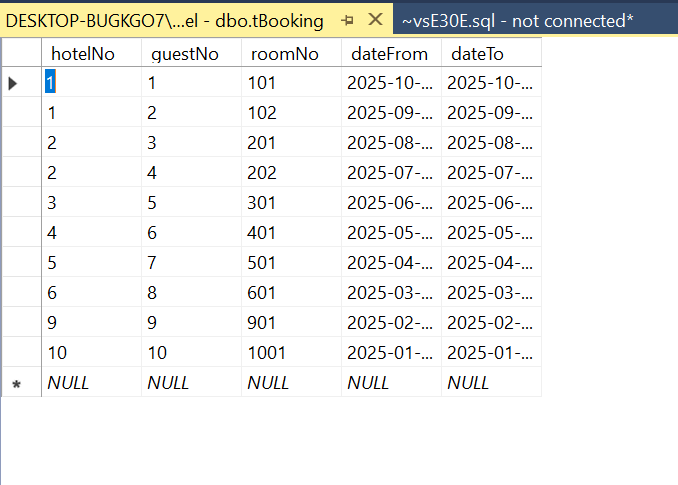 DESKTOP-BUGKGO7\...el - dbo.tBooking ~vsE30E.sql - not connected*
hotelNo guestNo roomNo dateFrom dateTo
1 1 101 2025-10-... 2025-10-...
1 2 102 2025-09-... 2025-09-...
2 3 201 2025-08-... 2025-08-...
2 4 202 2025-07-... 2025-07-...
3 5 301 2025-06-... 2025-06-...
4 6 401 2025-05-... 2025-05-...
5 7 501 2025-04-... 2025-04-...
6 8 601 2025-03-... 2025-03-...
9 9 901 2025-02-... 2025-02-...
10 10 1001 2025-01-... 2025-01-...
* NULL NULL NULL NULL NULL